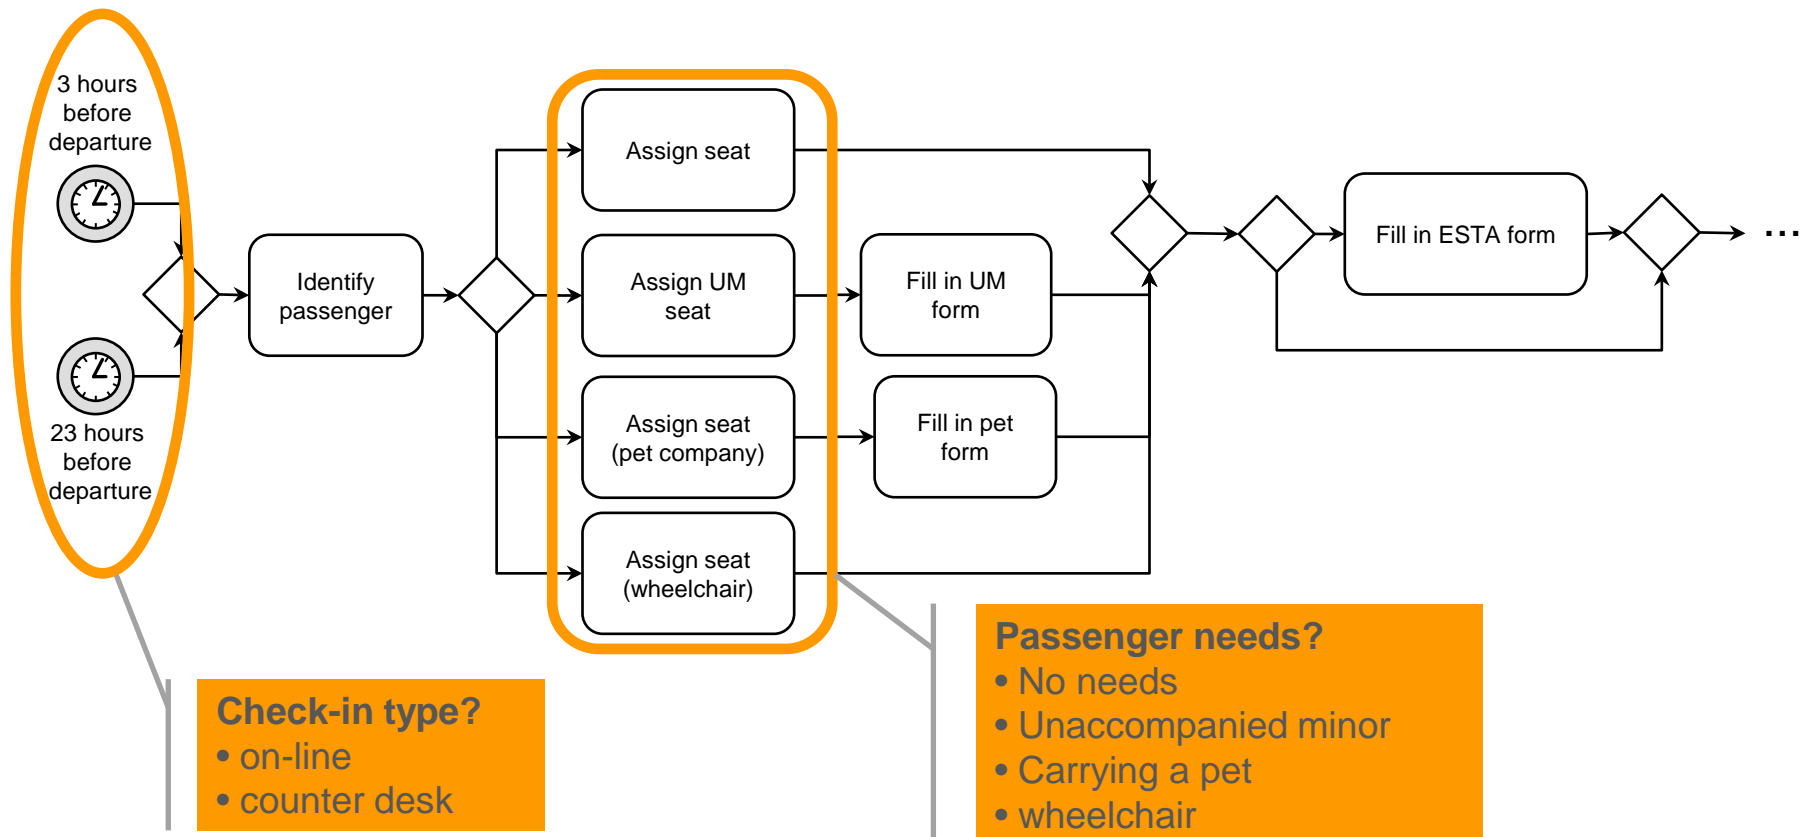 3 hours
before
departure
23 hours
before
departure
Identify
passenger
Assign seat
Assign UM
seat
Fill in UM
form
Assign seat
(pet company)
Fill in pet
form
Assign seat
(wheelchair)
Fill in ESTA form
...
Check-in type?
• on-line
• counter desk
Passenger needs?
• No needs
• Unaccompanied minor
• Carrying a pet
• wheelchair